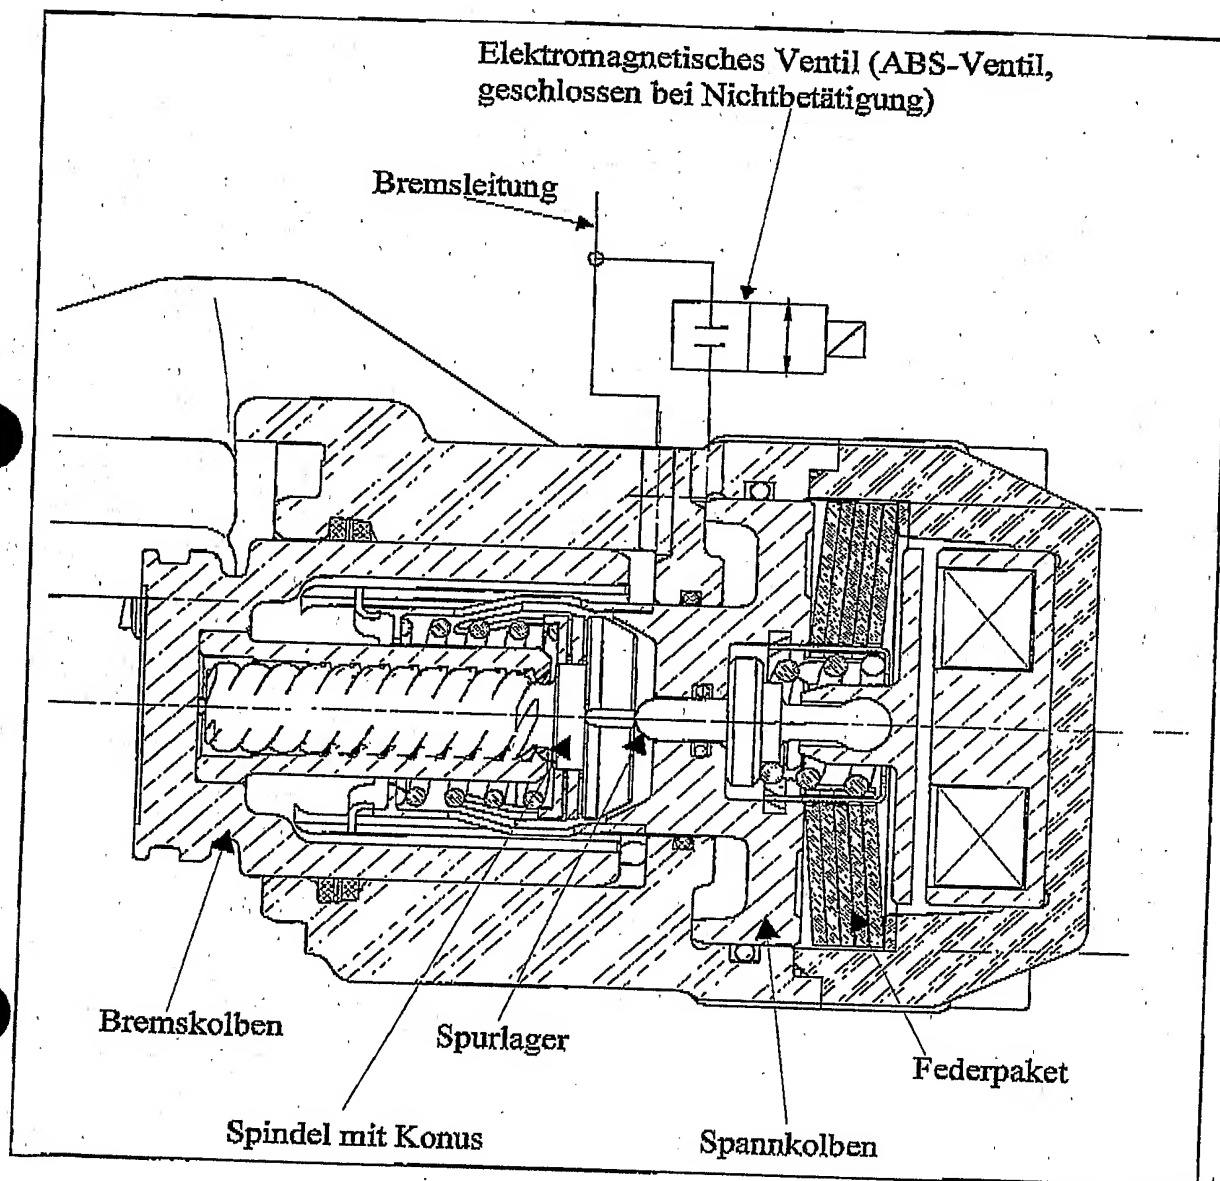 Elektromagnetisches Ventil (ABS-Ventil,
geschlossen bei Nichtbetätigung)
Bremsleitung
Bremskolben
Spurlager
Federpaket
Spindel mit Konus
Spannkolben